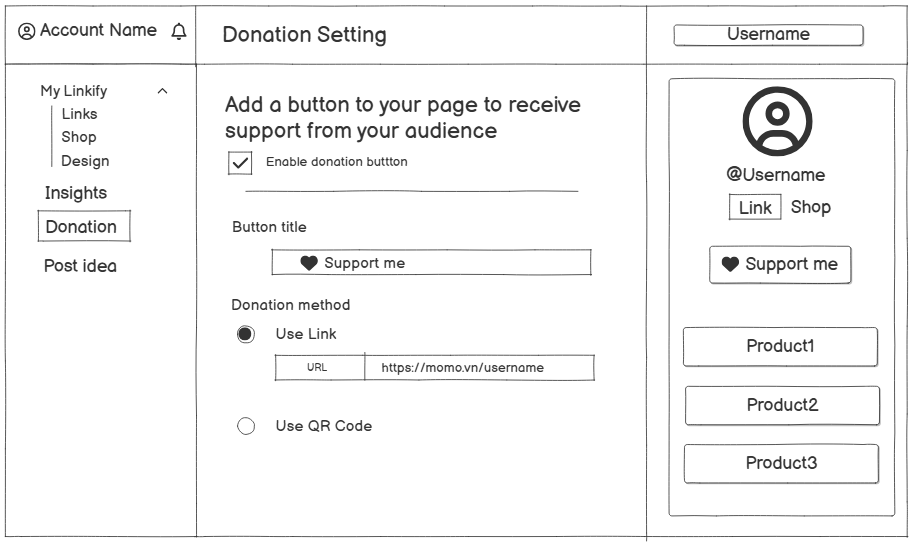 Account Name
Donation Setting
Username
My Linkify
Links
Shop
Design
Insights
Donation
Post idea
Add a button to your page to receive
support from your audience
Enable donation buttton
Button title
Support me
Donation method
Use Link
URL
https://momo.vn/username
Use QR Code
@Username
Link
Shop
Support me
Product1
Product2
Product3